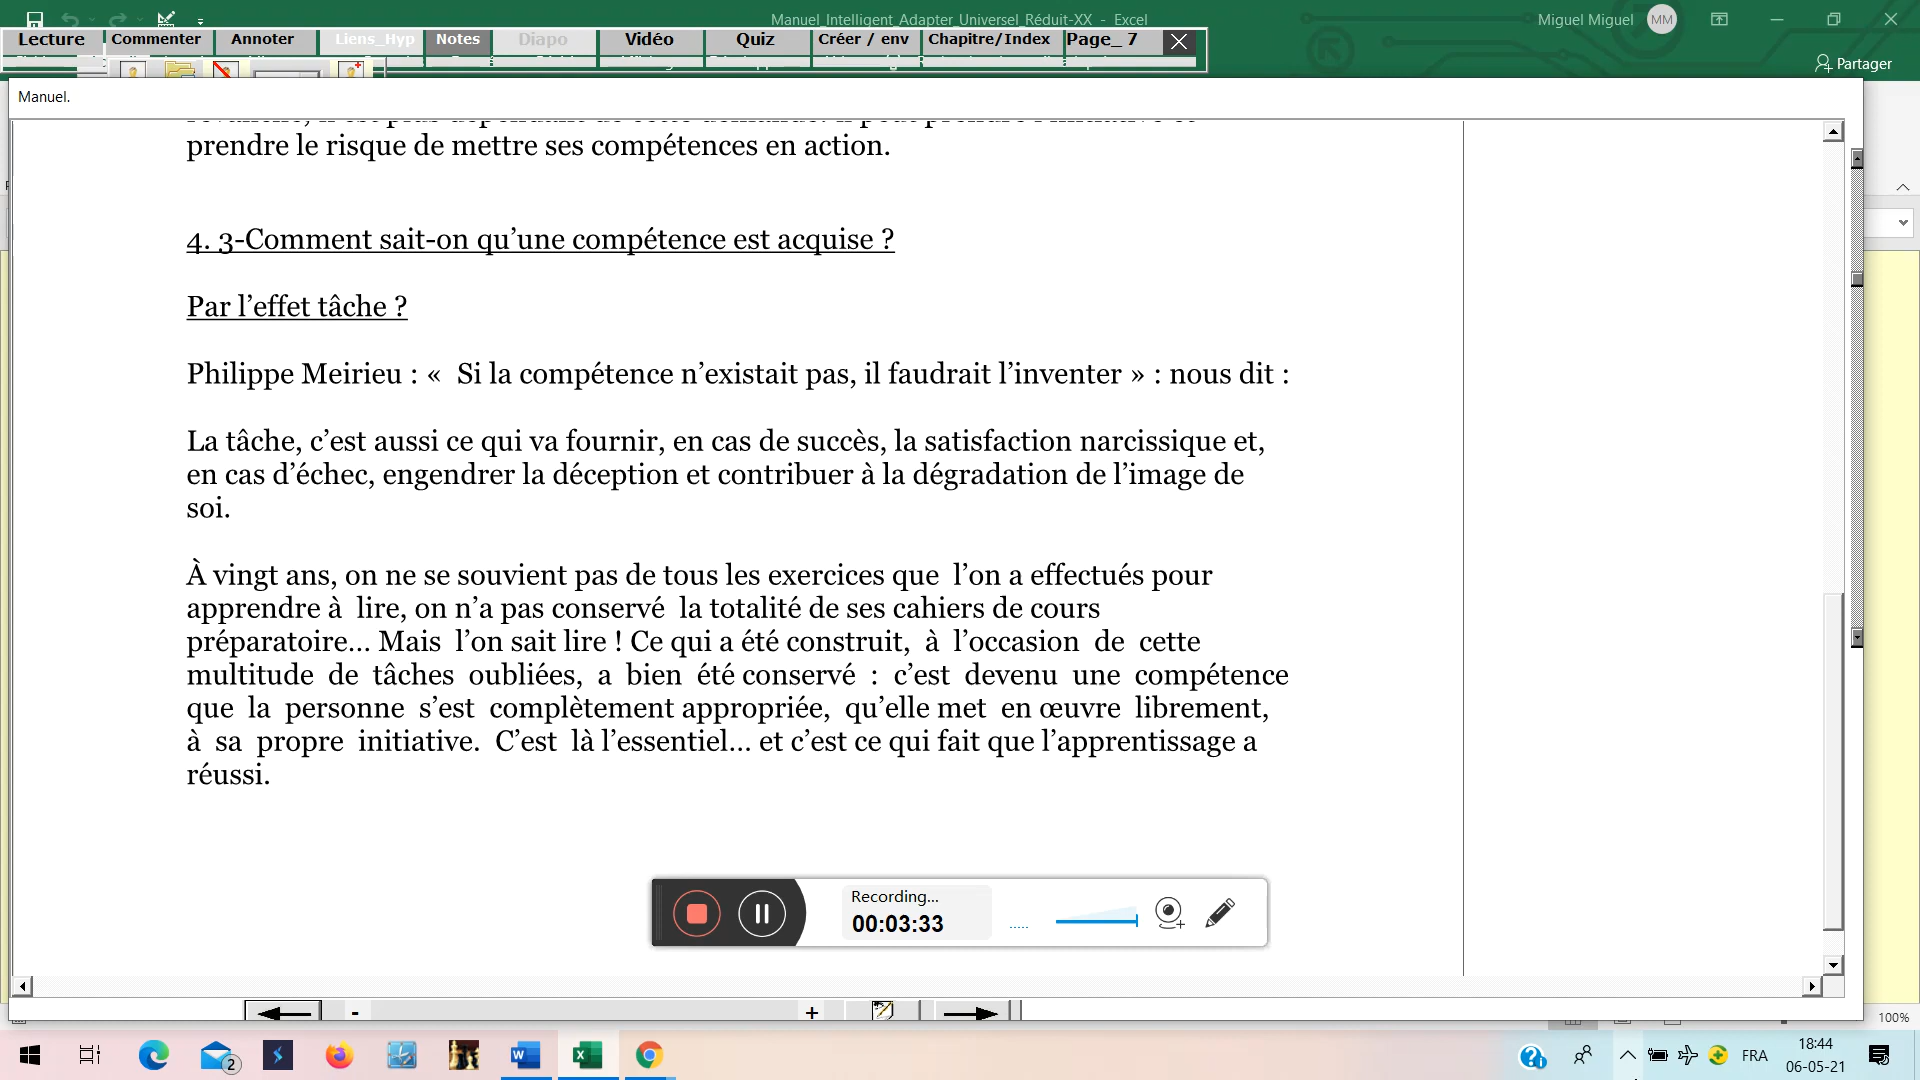 Manuel_Intelligent_Adapter_Universel_Réduit-XX - Excel
Miguel Miguel
MM
Lecture
Commenter
Annoter
Liens_Hyp
Notes
Diapo
Vidéo
Quiz
Créer / env
Chapitre/Index
Page_ 7
Partager
Manuel.
prendre le risque de mettre ses compétences en action.
4. 3-Comment sait-on qu’une compétence est acquise ?
Par l’effet tâche ?
Philippe Meirieu : «  Si la compétence n’existait pas, il faudrait l’inventer » : nous dit :
La tâche, c’est aussi ce qui va fournir, en cas de succès, la satisfaction narcissique et,
en cas d’échec, engendrer la déception et contribuer à la dégradation de l’image de
soi.
À vingt ans, on ne se souvient pas de tous les exercices que  l’on a effectués pour
apprendre à  lire, on n’a pas conservé  la totalité de ses cahiers de cours
préparatoire… Mais  l’on sait lire ! Ce qui a été construit,  à  l’occasion  de  cette
multitude  de  tâches  oubliées,  a  bien  été conservé  :  c’est  devenu  une  compétence
que  la  personne  s’est  complètement appropriée,  qu’elle met  en œuvre  librement,
à  sa  propre  initiative.  C’est  là l’essentiel… et c’est ce qui fait que l’apprentissage a
réussi.
Recording...
00:03:33
- +
100%
2
FRA
18:44
06-05-21